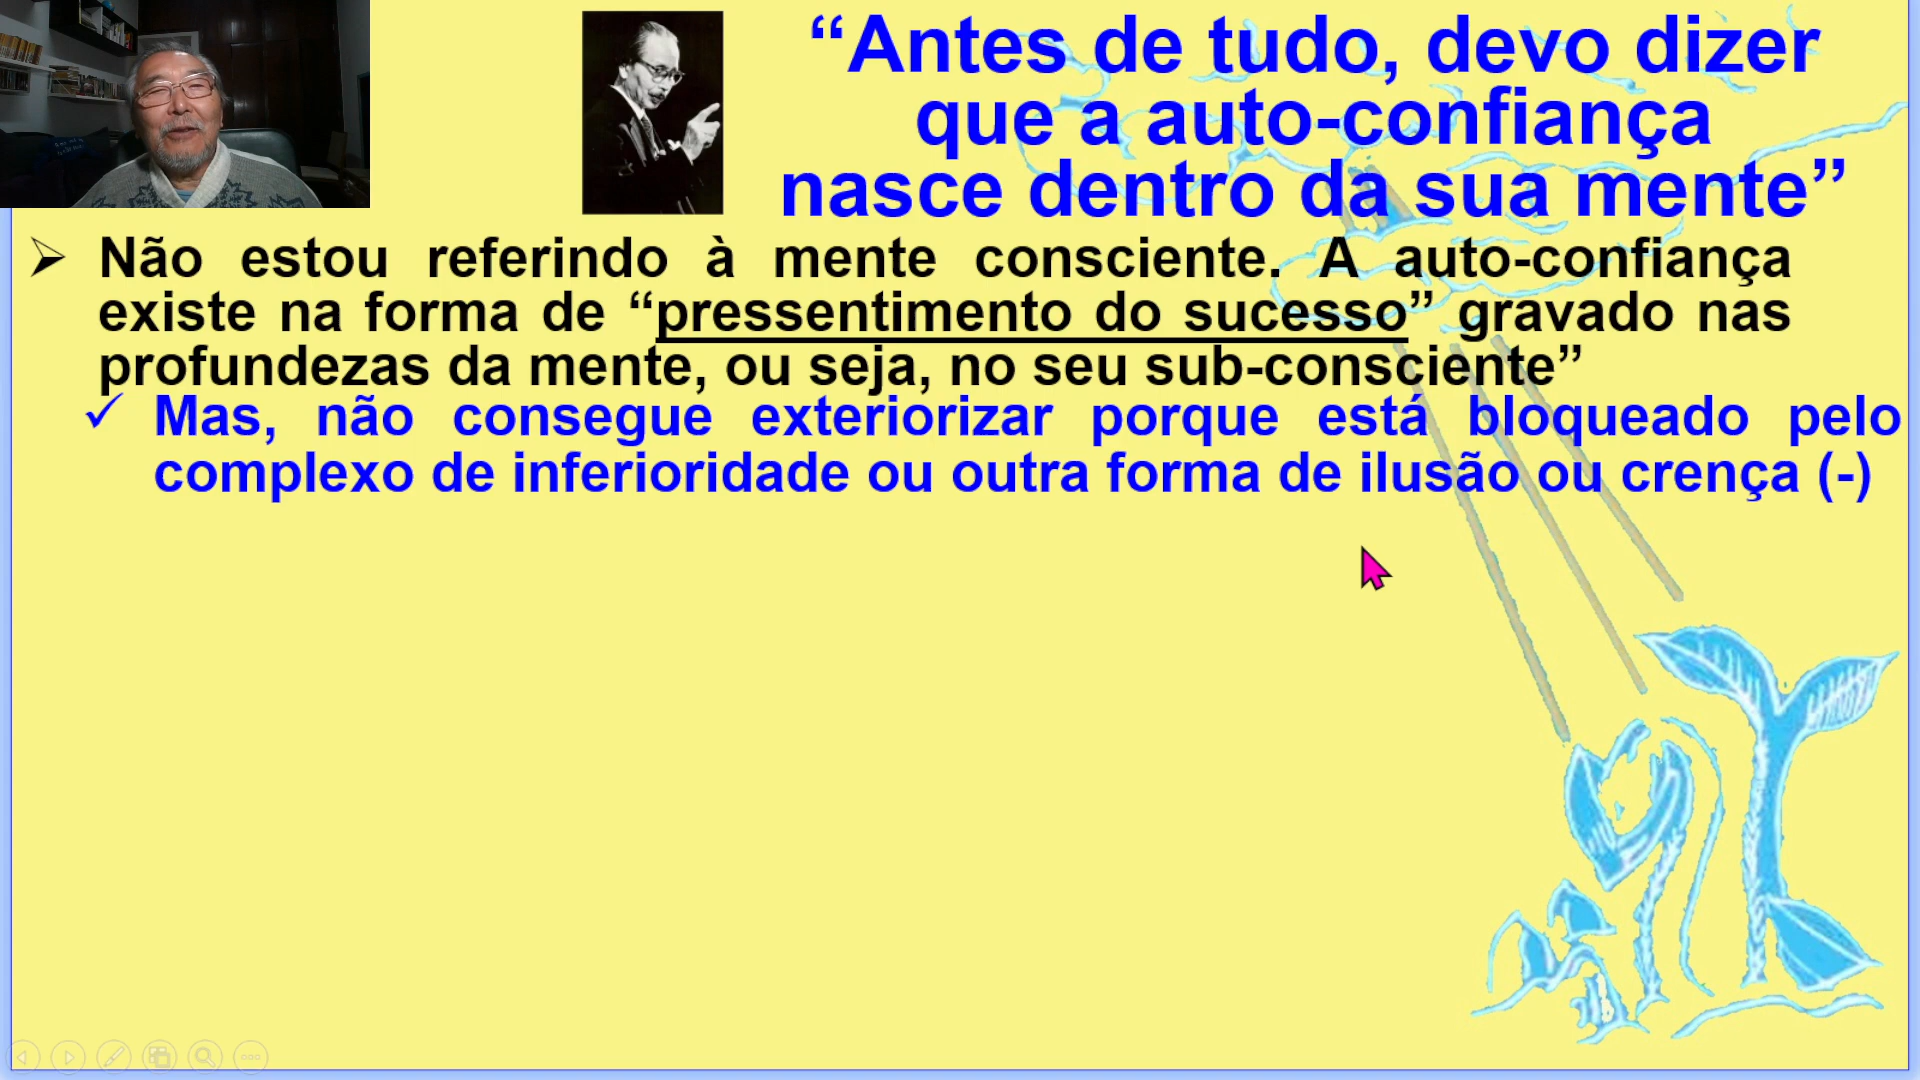 “Antes de tudo, devo dizer
que a auto-confiança
nasce dentro da sua mente”
Não estou referindo à mente consciente. A auto-confiança
existe na forma de “pressentimento do sucesso” gravado nas
profundezas da mente, ou seja, no seu sub-consciente”
Mas, não consegue exteriorizar porque está bloqueado pelo
complexo de inferioridade ou outra forma de ilusão ou crença (-)